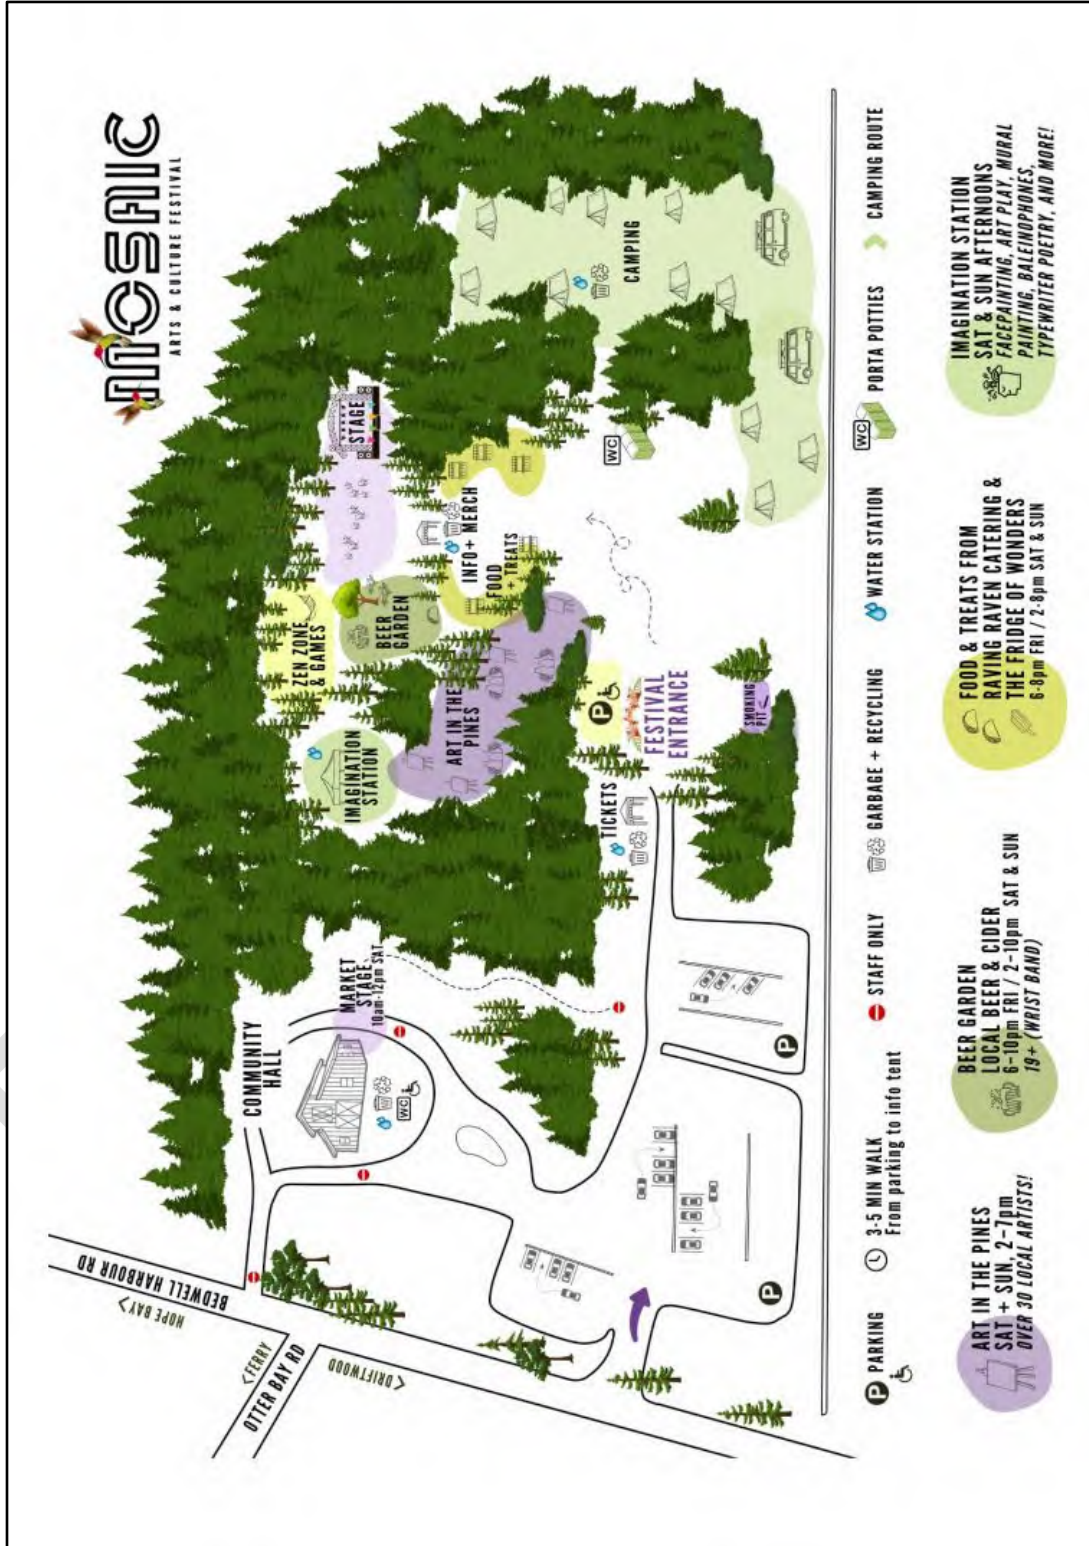 MOSAIC
ARTS & CULTURE FESTIVAL
BEDWELL HARBOUR RD
HOPE BAY >
< FERRY
OTTER BAY RD
< DRIFTWOOD
COMMUNITY
HALL
MARKET
STAGE
10am-12pm SAT
WC
IMAGINATION
STATION
ZEN ZONE
& GAMES
STAGE
BEER
GARDEN
ART IN THE
PINES
INFO + MERCH
FOOD
+ TREATS
CAMPING
WC
P
FESTIVAL
ENTRANCE
TICKETS
SMOKING
PIT
P
P
P PARKING
3-5 MIN WALK
From parking to info tent
STAFF ONLY
GARBAGE + RECYCLING
WATER STATION
WC
PORTA POTTIES
CAMPING ROUTE
ART IN THE PINES
SAT + SUN, 2-7pm
OVER 30 LOCAL ARTISTS!
BEER GARDEN
LOCAL BEER & CIDER
6-10pm FRI / 2-10pm SAT & SUN
19+ (WRIST BAND)
FOOD & TREATS FROM
RAVING RAVEN CATERING &
THE FRIDGE OF WONDERS
6-8pm FRI / 2-8pm SAT & SUN
IMAGINATION STATION
SAT & SUN AFTERNOONS
FACEPAINTING, ART PLAY, MURAL
PAINTING, BALEINOPHONES,
TYPEWRITER POETRY, AND MORE!